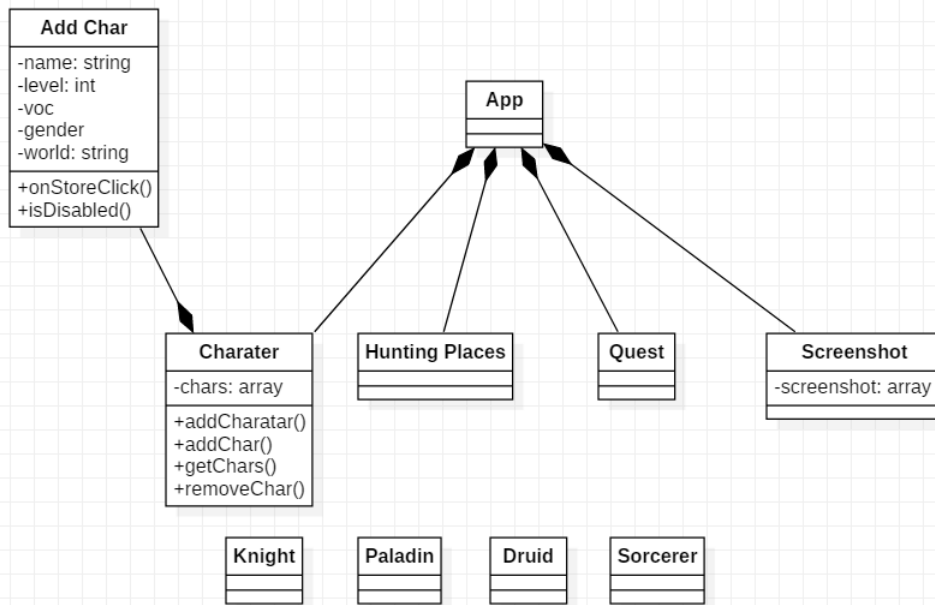 Add Char
-name: string
-level: int
-voc
-gender
-world: string
+onStoreClick()
+isDisabled()
App
Charater
-chars: array
+addCharatar()
+addChar()
+getChars()
+removeChar()
Hunting Places
Quest
Screenshot
-screenshot: array
Knight
Paladin
Druid
Sorcerer